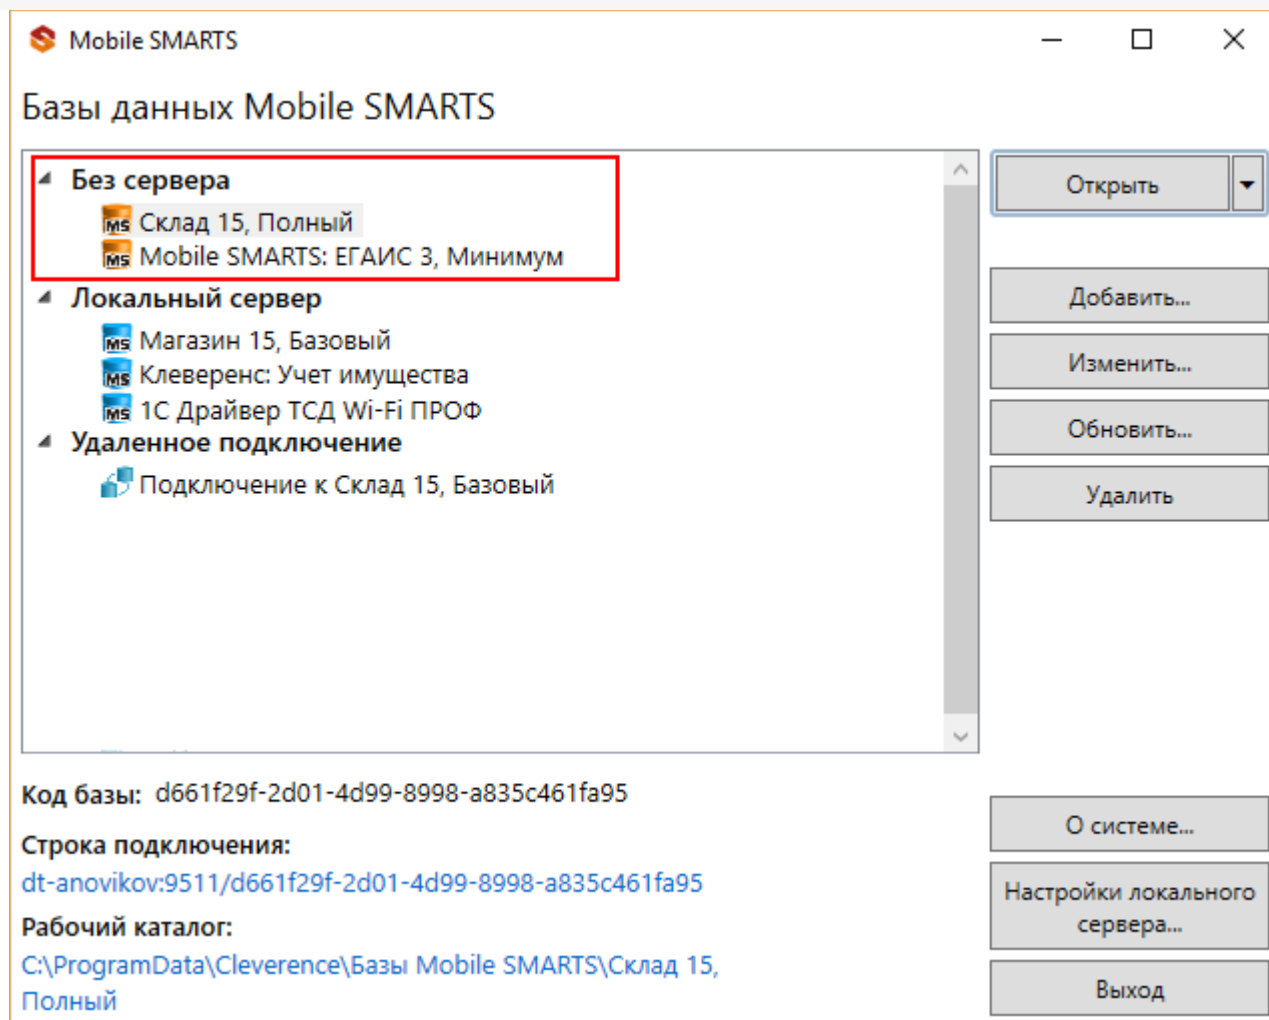 Mobile SMARTS
Базы данных Mobile SMARTS
Без сервера
Склад 15, Полный
Mobile SMARTS: ЕГАИС 3, Минимум
Локальный сервер
Магазин 15, Базовый
Клеверенс: Учет имущества
1С Драйвер ТСД Wi-Fi ПРОФ
Удаленное подключение
Подключение к Склад 15, Базовый
Открыть
Добавить...
Изменить...
Обновить...
Удалить
Код базы: d661f29f-2d01-4d99-8998-a835c461fa95
Строка подключения:
dt-anovikov:9511/d661f29f-2d01-4d99-8998-a835c461fa95
Рабочий каталог:
C:\ProgramData\Cleverence\Базы Mobile SMARTS\Склад 15,
Полный
О системе...
Настройки локального
сервера...
Выход